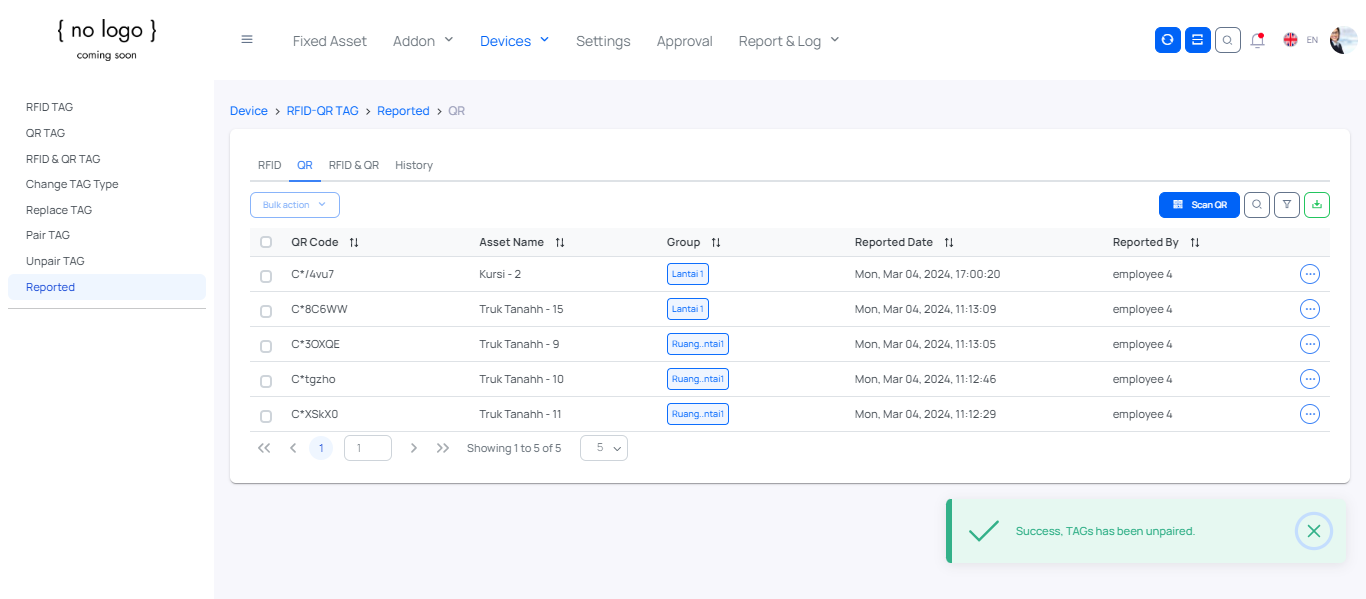 { no logo }
coming soon
Fixed Asset Addon Devices Settings Approval Report & Log EN
RFID TAG
QR TAG
RFID & QR TAG
Change TAG Type
Replace TAG
Pair TAG
Unpair TAG
Reported
Device > RFID-QR TAG > Reported > QR
RFID QR RFID & QR History
Bulk action Scan QR
QR Code Asset Name Group Reported Date Reported By
C*/4vu7 Kursi - 2 Lantai 1 Mon, Mar 04, 2024, 17:00:20 employee 4
C*8C6WW Truk Tanahh - 15 Lantai 1 Mon, Mar 04, 2024, 11:13:09 employee 4
C*3OXQE Truk Tanahh - 9 Ruang..ntai1 Mon, Mar 04, 2024, 11:13:05 employee 4
C*tgzho Truk Tanahh - 10 Ruang..ntai1 Mon, Mar 04, 2024, 11:12:46 employee 4
C*XSkX0 Truk Tanahh - 11 Ruang..ntai1 Mon, Mar 04, 2024, 11:12:29 employee 4
1 1 Showing 1 to 5 of 5 5
Success, TAGs has been unpaired.